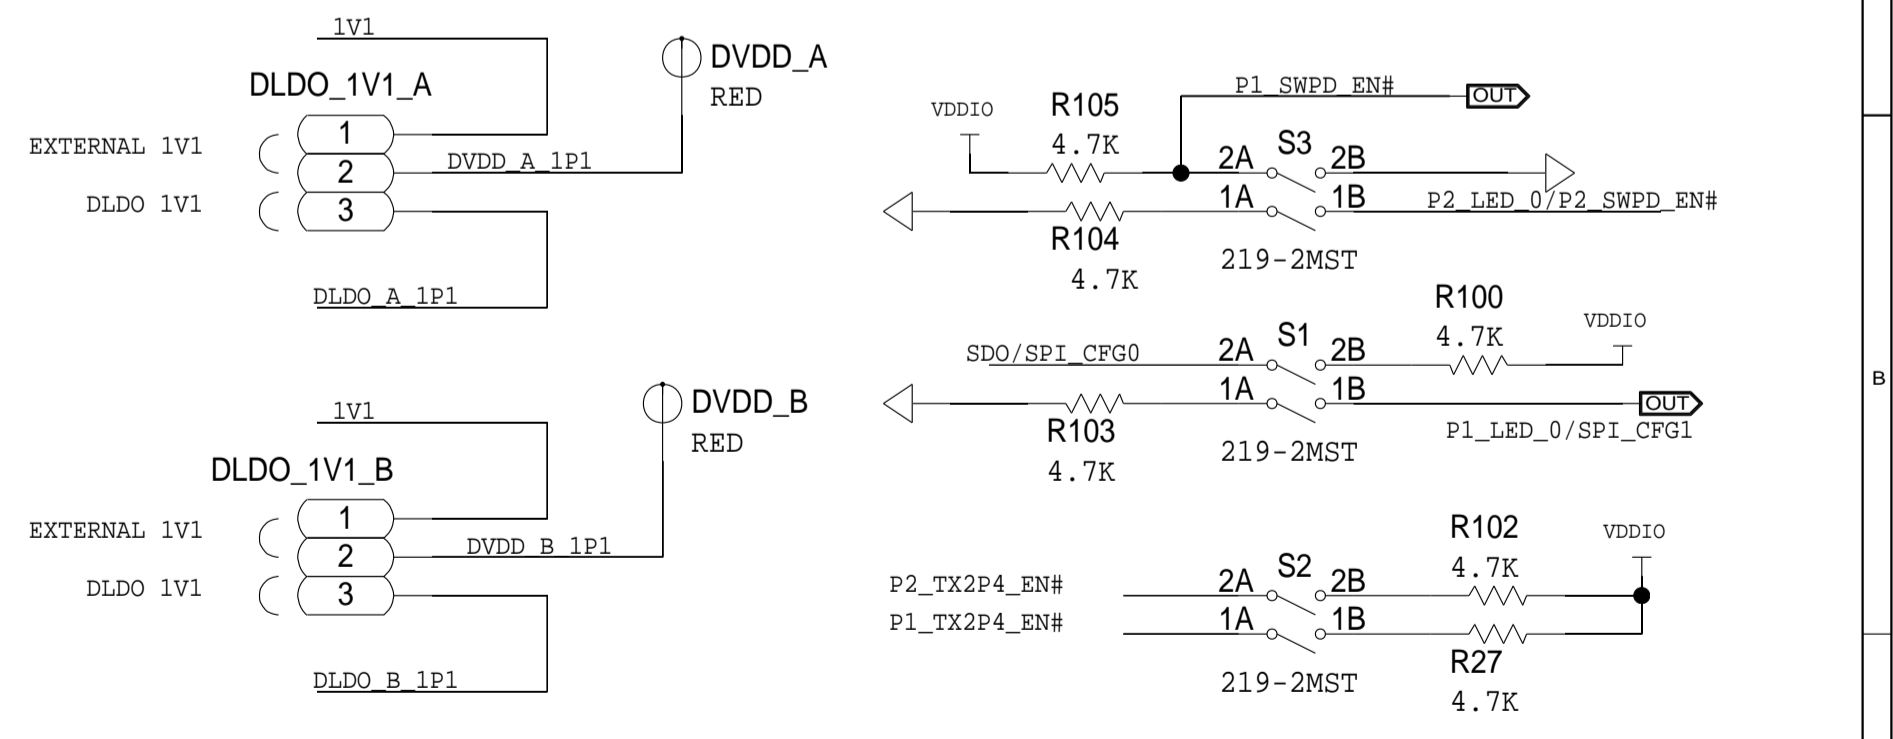 1V1
DLDO_1V1_A
EXTERNAL 1V1
DLDO 1V1
1
2
3
DVDD_A_1P1
DLDO_A_1P1
DVDD_A
RED
1V1
DLDO_1V1_B
EXTERNAL 1V1
DLDO 1V1
1
2
3
DVDD_B_1P1
DLDO_B_1P1
DVDD_B
RED
P1_SWPD_EN#
OUT
VDDIO
R105
4.7K
2A S3 2B
1A 1B
P2_LED_0/P2_SWPD_EN#
R104
4.7K
219-2MST
R100
4.7K
VDDIO
SDO/SPI_CFG0
2A S1 2B
1A 1B
OUT
P1_LED_0/SPI_CFG1
R103
4.7K
219-2MST
R102
4.7K
VDDIO
P2_TX2P4_EN#
P1_TX2P4_EN#
2A S2 2B
1A 1B
R27
4.7K
219-2MST
B